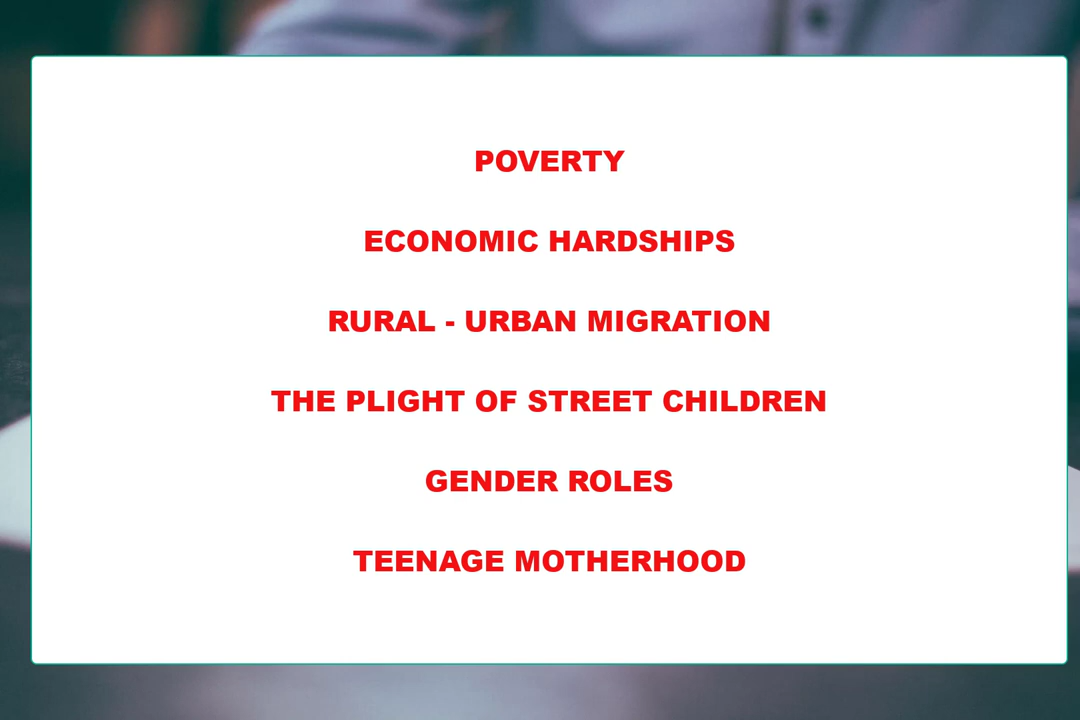 POVERTY
ECONOMIC HARDSHIPS
RURAL - URBAN MIGRATION
THE PLIGHT OF STREET CHILDREN
GENDER ROLES
TEENAGE MOTHERHOOD